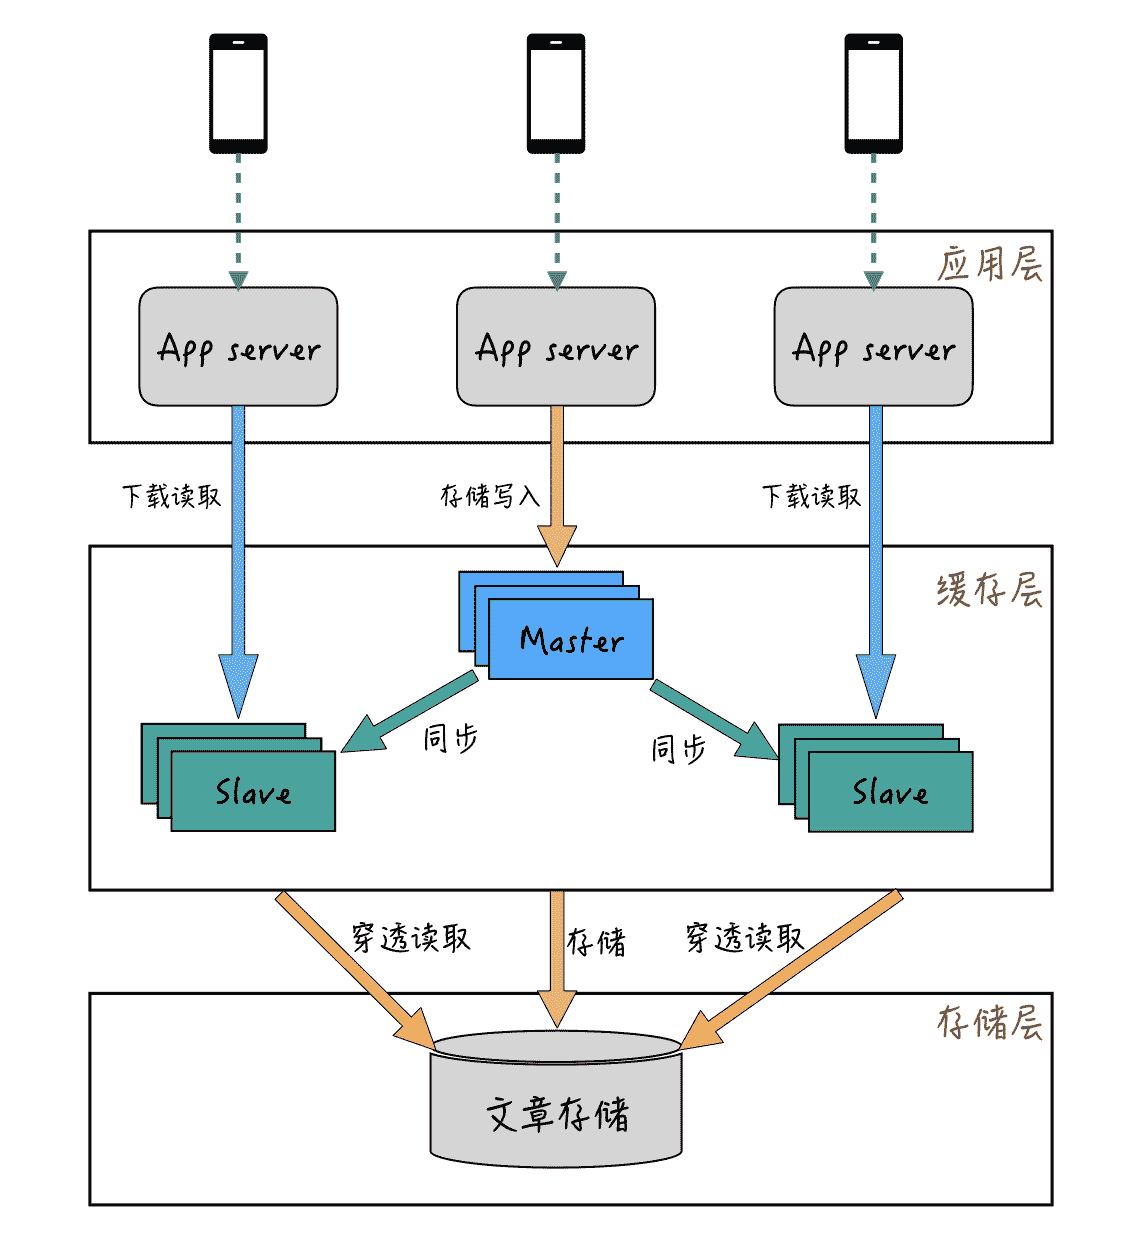 应用层
App server
App server
App server
下载读取
存储写入
下载读取
缓存层
Master
同步
同步
Slave
Slave
穿透读取
存储
穿透读取
存储层
文章存储